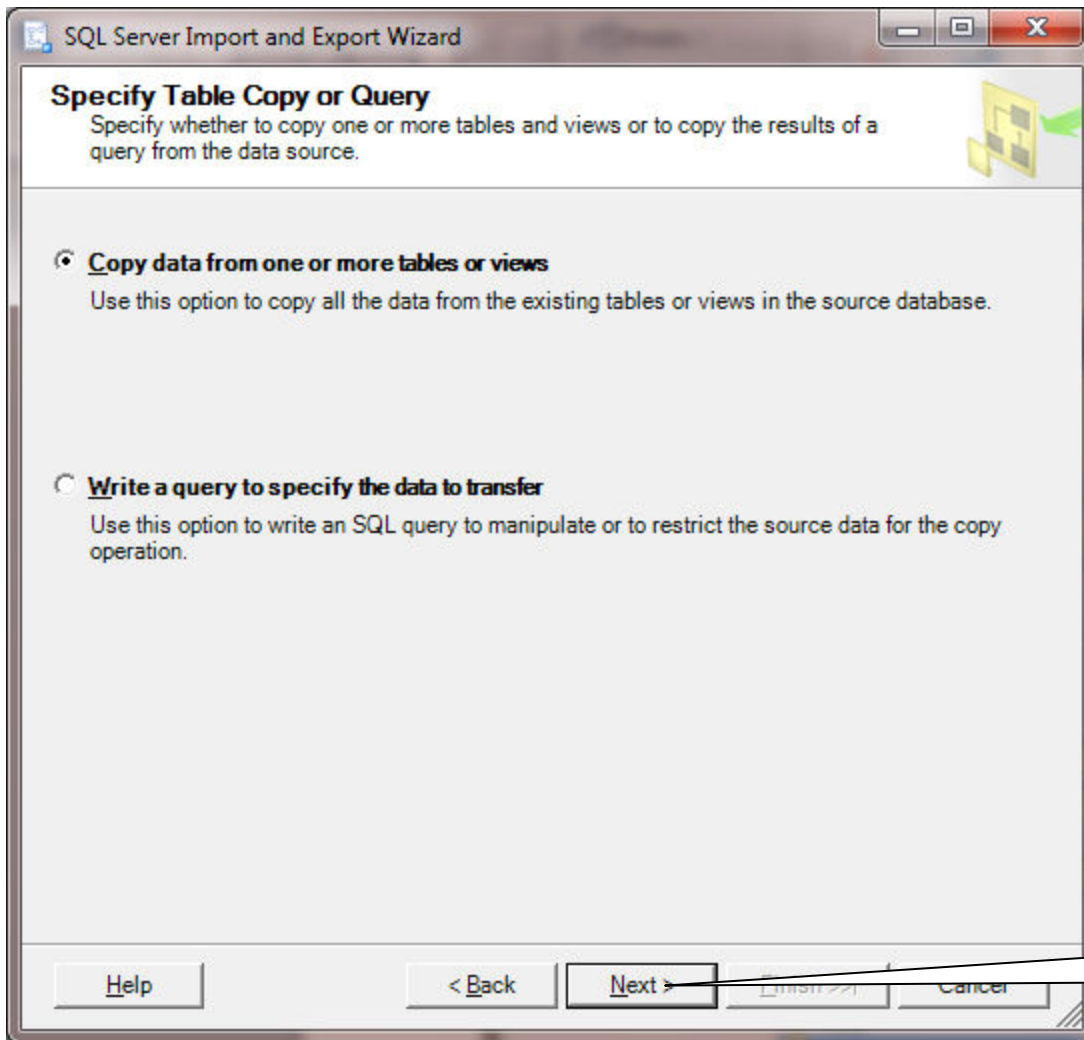 SQL Server Import and Export Wizard
Specify Table Copy or Query
Specify whether to copy one or more tables and views or to copy the results of a
query from the data source.
Copy data from one or more tables or views
Use this option to copy all the data from the existing tables or views in the source database.
Write a query to specify the data to transfer
Use this option to write an SQL query to manipulate or to restrict the source data for the copy
operation.
Help
< Back
Next >
Finish >>|
Cancel